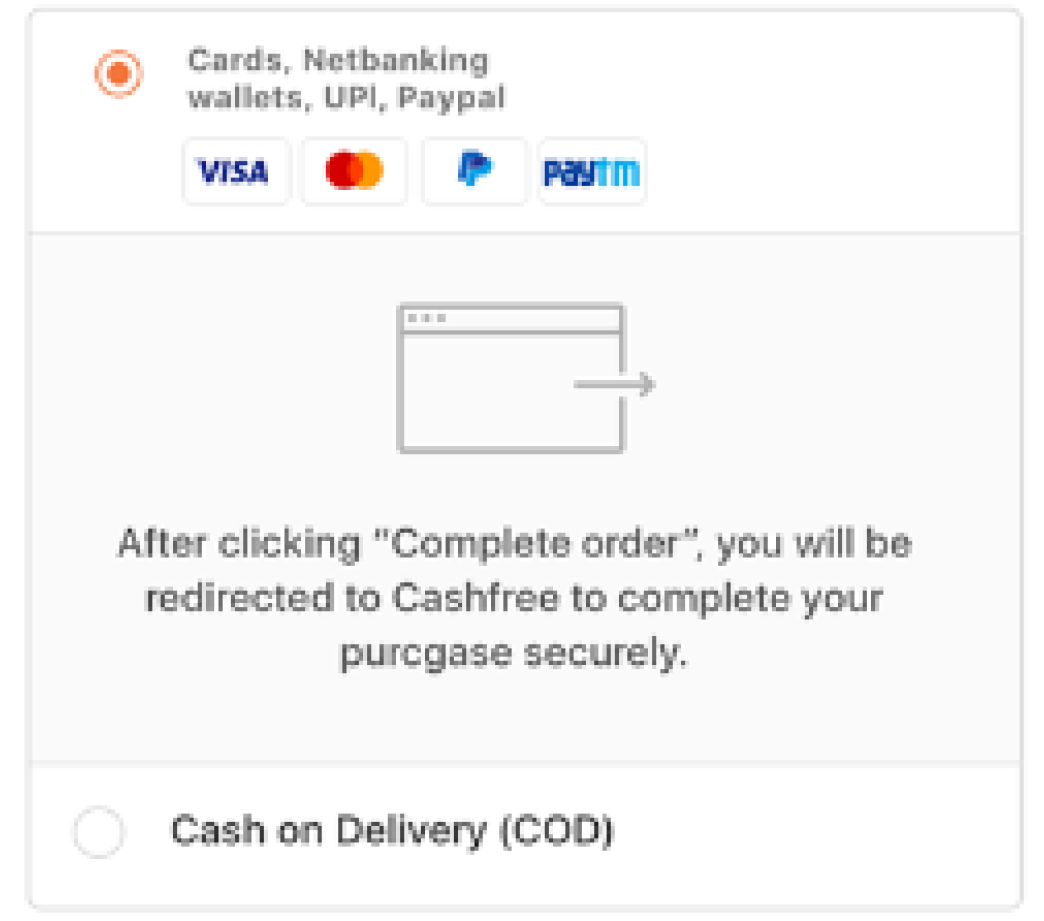 Cards, Netbanking
wallets, UPI, Paypal
VISA
Paytm
After clicking "Complete order", you will be
redirected to Cashfree to complete your
purcgase securely.
Cash on Delivery (COD)